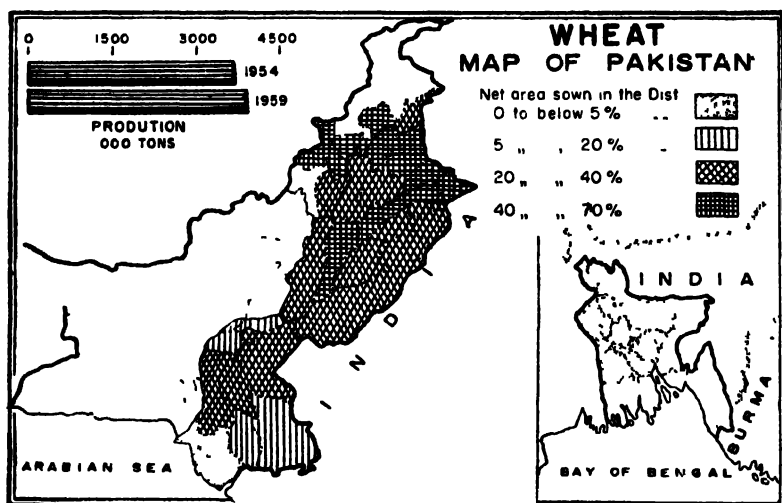 0 1500 3000 4500
1954
1959
PRODUTION
000 TONS
WHEAT
MAP OF PAKISTAN
Net area sown in the Dist
0 to below 5% ,,
5 ,, , 20% ,
20 ,, ,, 40%
40 ,, ,, 70%
INDIA
INDIA
BURMA
ARABIAN SEA
BAY OF BENGAL